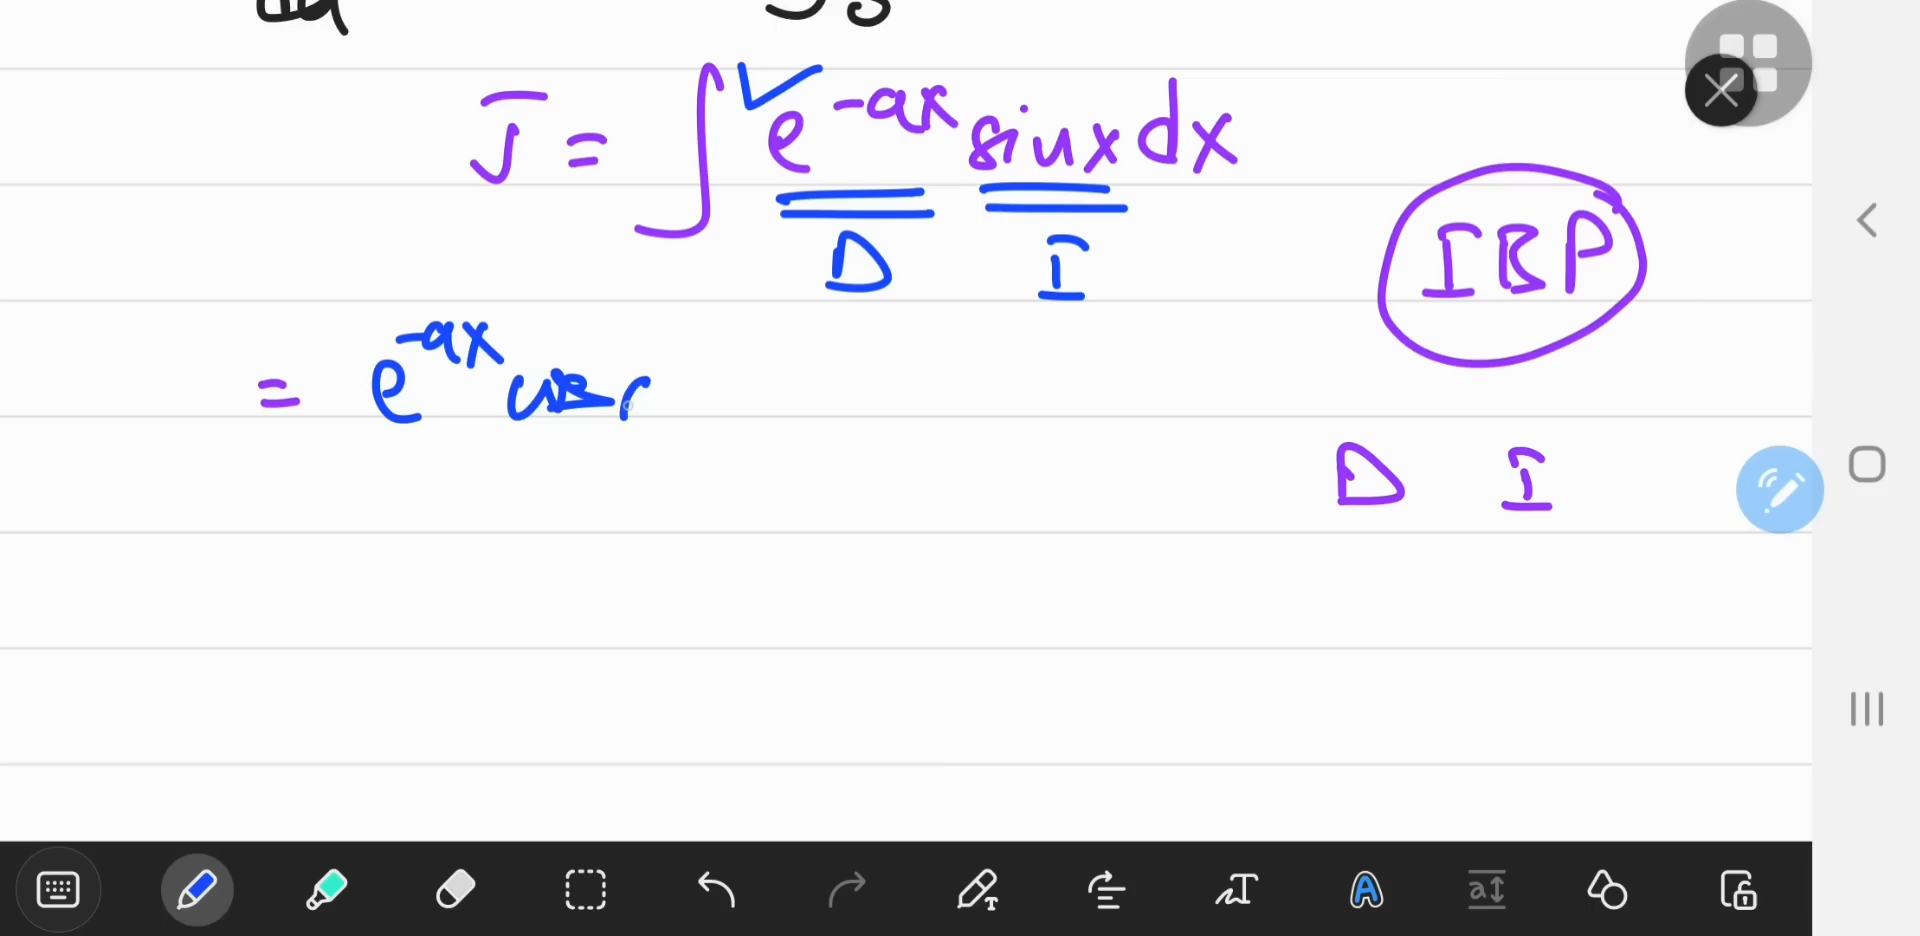 J = ∫ e^{-ax} sinx dx
D I
IBP
= e^{-ax} cos
D I